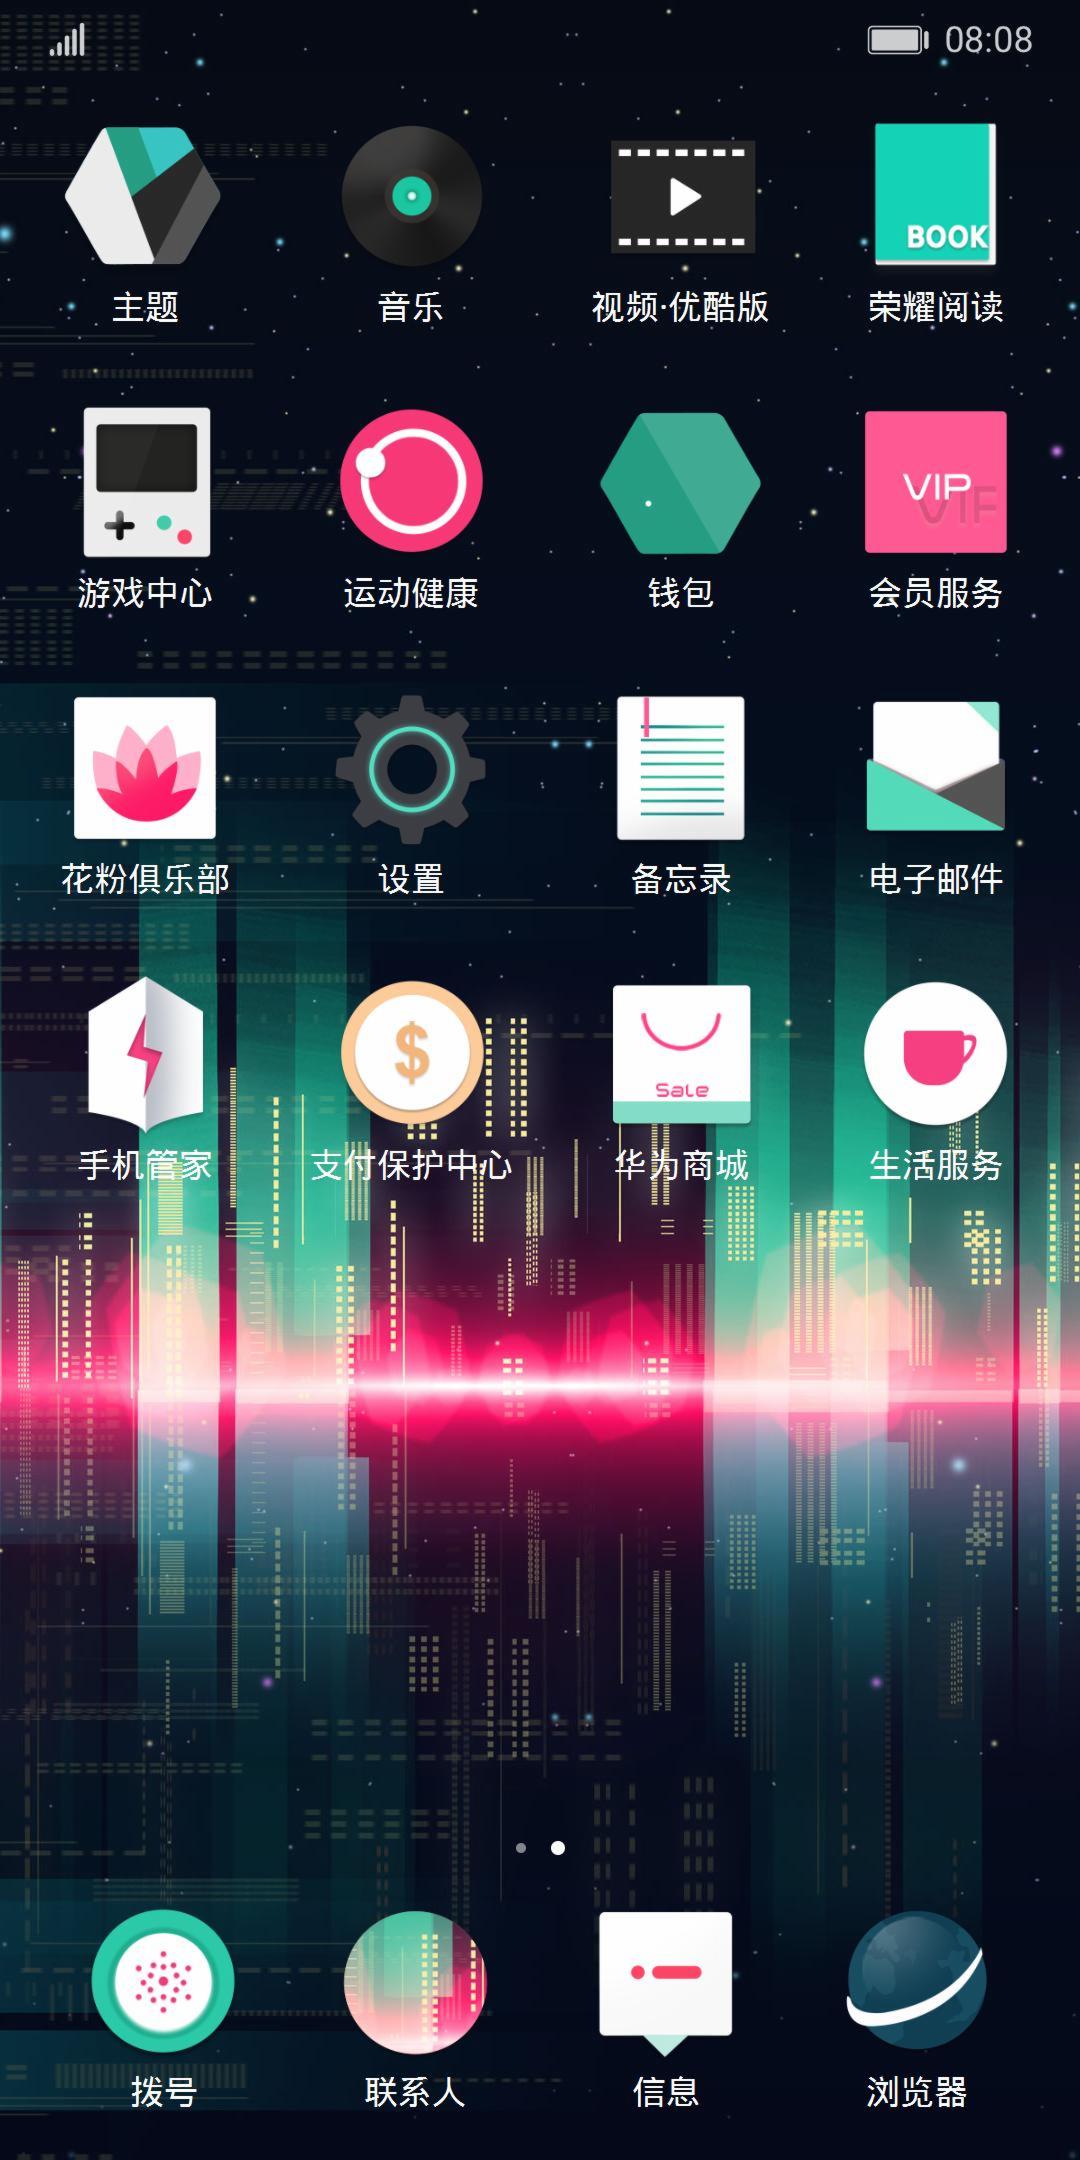 08:08
BOOK
主题 音乐 视频·优酷版 荣耀阅读
VIP
游戏中心 运动健康 钱包 会员服务
花粉俱乐部 设置 备忘录 电子邮件
$
Sale
手机管家 支付保护中心 华为商城 生活服务
拨号 联系人 信息 浏览器